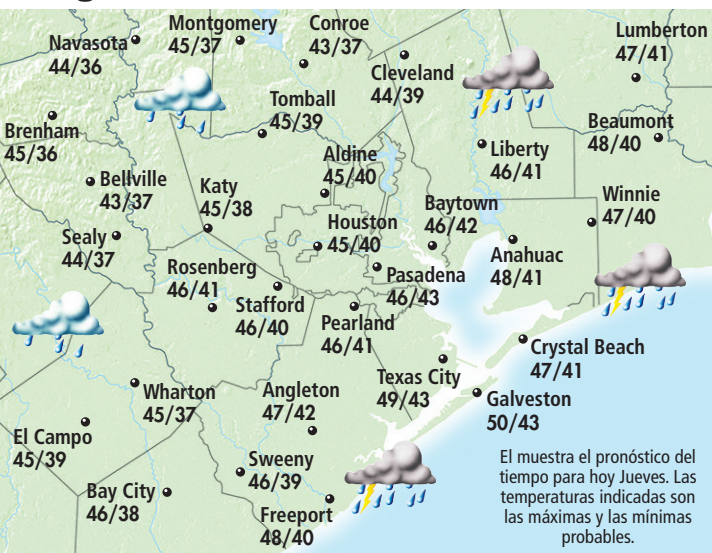 Montgomery
45/37
Conroe
43/37
Lumberton
47/41
Navasota
44/36
Cleveland
44/39
Tomball
45/39
Brenham
45/36
Beaumont
48/40
Liberty
46/41
Aldine
45/40
Bellville
43/37
Katy
45/38
Baytown
46/42
Winnie
47/40
Houston
45/40
Sealy
44/37
Anahuac
48/41
Rosenberg
46/41
Pasadena
46/43
Stafford
46/40
Pearland
46/41
Crystal Beach
47/41
Texas City
49/43
Wharton
45/37
Angleton
47/42
Galveston
50/43
El Campo
45/39
Sweeny
46/39
Bay City
46/38
Freeport
48/40
El muestra el pronóstico del
tiempo para hoy Jueves. Las
temperaturas indicadas son
las máximas y las mínimas
probables.